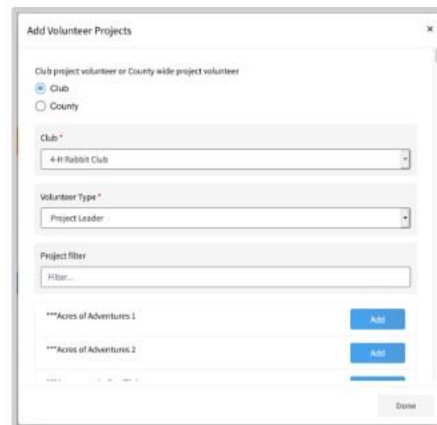 Add Volunteer Projects ×
Club project volunteer or County wide project volunteer
Club
County
Club *
4-H Rabbit Club
Volunteer Type *
Project Leader
Project filter
Filter...
***Acres of Adventures 1 Add
***Acres of Adventures 2 Add
Done